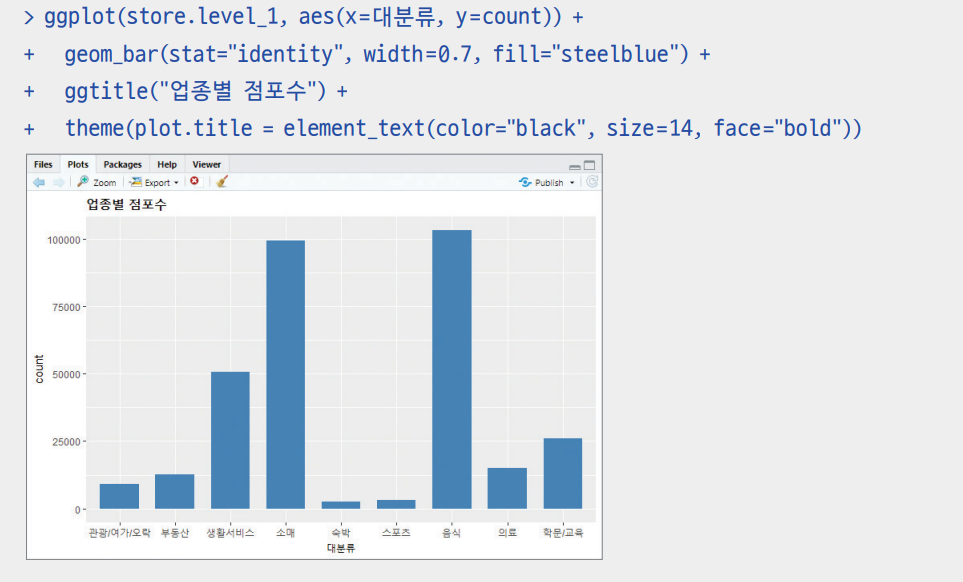 > ggplot(store.level_1, aes(x=대분류, y=count)) +
+ geom_bar(stat="identity", width=0.7, fill="steelblue") +
+ ggtitle("업종별 점포수") +
+ theme(plot.title = element_text(color="black", size=14, face="bold"))
Files Plots Packages Help Viewer
Zoom Export Publish
업종별 점포수
100000
75000
50000
25000
0
count
관광/여가/오락 부동산 생활서비스 소매 숙박 스포츠 음식 의료 학문/교육
대분류